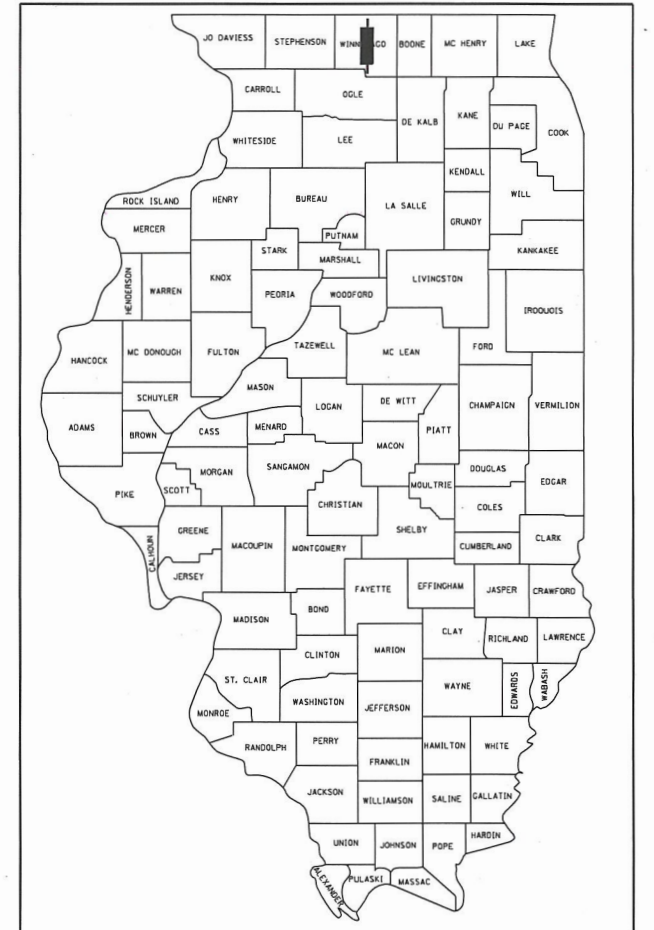 JO DAVIESS
STEPHENSON
WINN GO
BOONE
MC HENRY
LAKE
CARROLL
OGLE
DE KALB
KANE
DU PAGE
COOK
WHITESIDE
LEE
KENDALL
WILL
ROCK ISLAND
HENRY
BUREAU
LA SALLE
GRUNDY
MERCER
PUTNAM
STARK
MARSHALL
KANKAKEE
HENDERSON
WARREN
KNOX
PEORIA
WOODFORD
LIVINGSTON
IROQUOIS
HANCOCK
MC DONOUGH
FULTON
TAZEWELL
MC LEAN
FORD
MASON
SCHUYLER
LOGAN
DE WITT
CHAMPAIGN
VERMILION
ADAMS
BROWN
CASS
MENARD
PIATT
MACON
MORGAN
SANGAMON
DOUGLAS
EDGAR
PIKE
SCOTT
CHRISTIAN
MOULTRIE
COLES
GREENE
MACOUPIN
MONTGOMERY
SHELBY
CUMBERLAND
CLARK
CALHOUN
JERSEY
FAYETTE
EFFINGHAM
JASPER
CRAWFORD
MADISON
BOND
CLAY
RICHLAND
LAWRENCE
CLINTON
MARION
ST. CLAIR
WASHINGTON
JEFFERSON
WAYNE
EDWARDS
WABASH
MONROE
RANDOLPH
PERRY
HAMILTON
WHITE
FRANKLIN
JACKSON
WILLIAMSON
SALINE
GALLATIN
UNION
JOHNSON
POPE
HARDIN
ALEXANDER
PULASKI
MASSAC